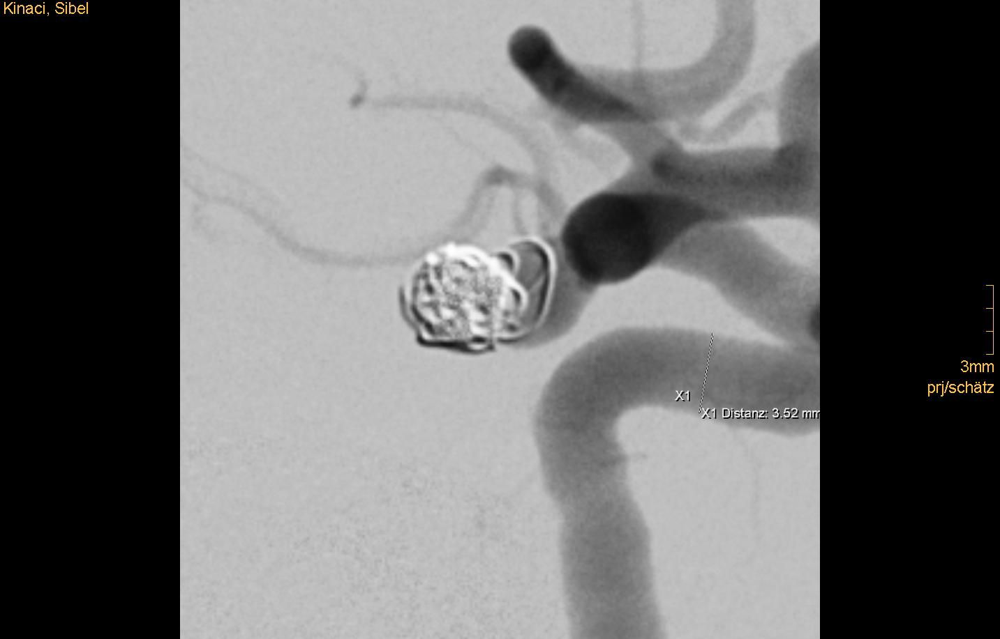 Kinaci, Sibel
X1
X1 Distanz: 3.52 mm
3mm
prj/schätz